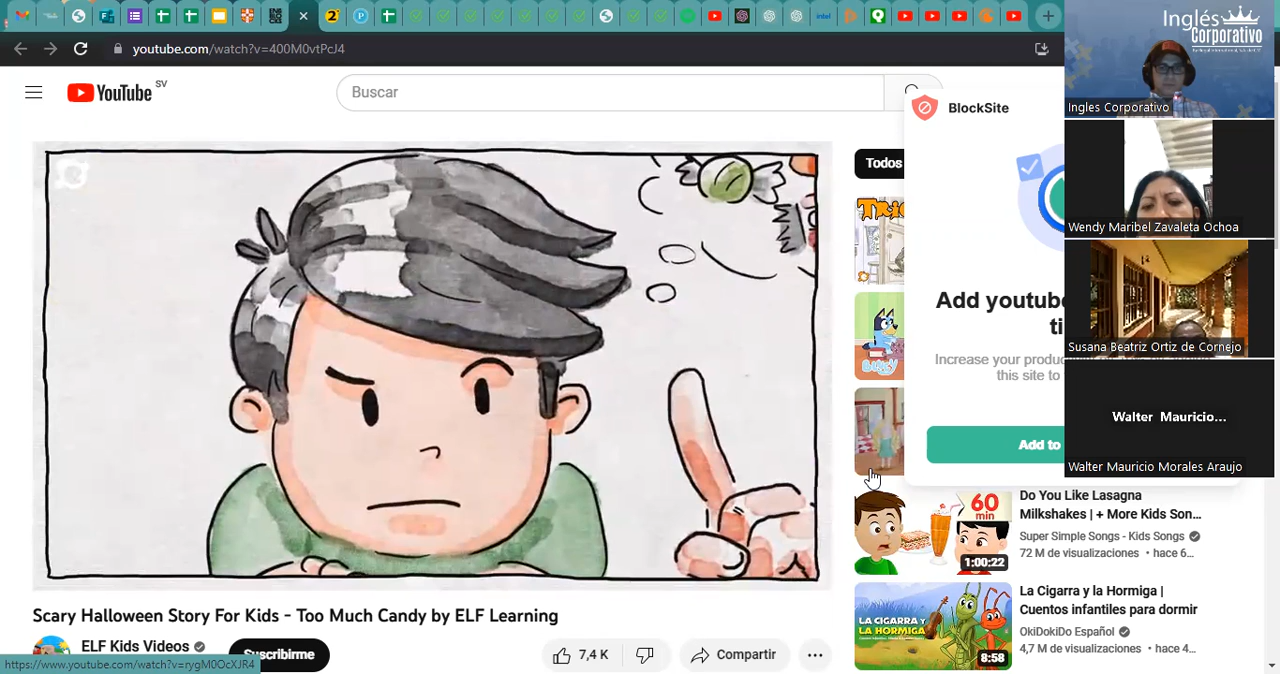 youtube.com/watch?v=400M0vtPcJ4
YouTube SV
Buscar
BlockSite
Todos
Add youtube
ti
Increase your produc
this site to
Add to
Inglés
Corporativo
Ingles Corporativo
Wendy Maribel Zavaleta Ochoa
Susana Beatriz Ortiz de Cornejo
Walter Mauricio...
Walter Mauricio Morales Araujo
60
min
1:00:22
Do You Like Lasagna
Milkshakes | + More Kids Son...
Super Simple Songs - Kids Songs
72 M de visualizaciones • hace 6...
LA CIGARRA Y
LA HORMIGA
8:58
La Cigarra y la Hormiga |
Cuentos infantiles para dormir
OkiDokiDo Español
4,7 M de visualizaciones • hace 4...
Scary Halloween Story For Kids - Too Much Candy by ELF Learning
ELF Kids Videos
Suscribirme
7,4 K
Compartir
https://www.youtube.com/watch?v=rygM0OcXJR4